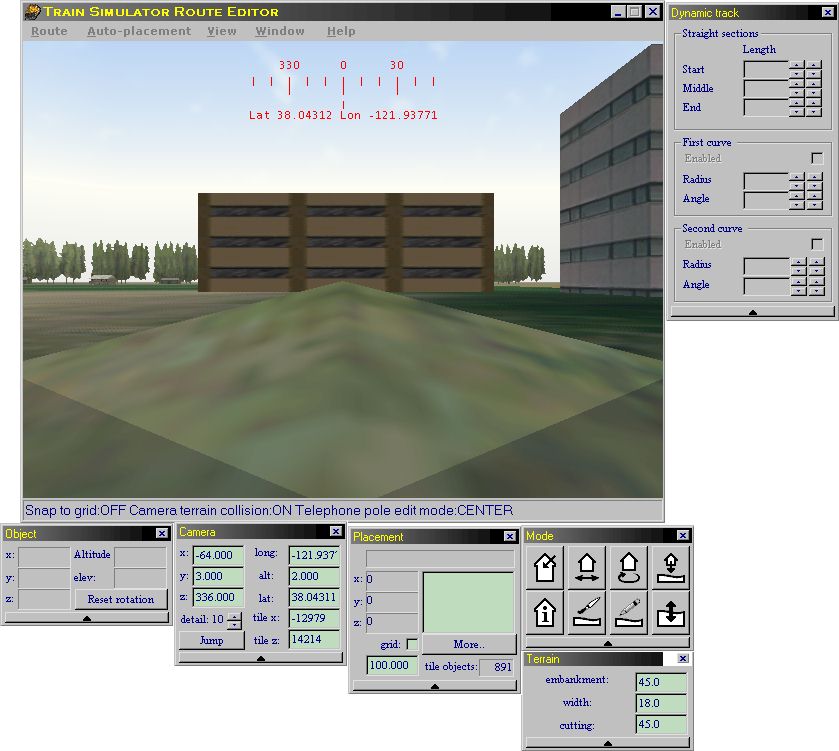 Train Simulator Route Editor
Route Auto-placement View Window Help
330 0 30
Lat 38.04312 Lon -121.93771
Snap to grid:OFF Camera terrain collision:ON Telephone pole edit mode:CENTER
Dynamic track
Straight sections
Length
Start
Middle
End
First curve
Enabled
Radius
Angle
Second curve
Enabled
Radius
Angle
Object
x: Altitude
y: elev:
z: Reset rotation
Camera
x: -64.000 long: -121.937
y: 3.000 alt: 2.000
z: 336.000 lat: 38.04311
detail: 10 tile x: -12979
Jump tile z: 14214
Placement
x: 0
y: 0
z: 0
grid: More..
100.000 tile objects: 891
Mode
Terrain
embankment: 45.0
width: 18.0
cutting: 45.0